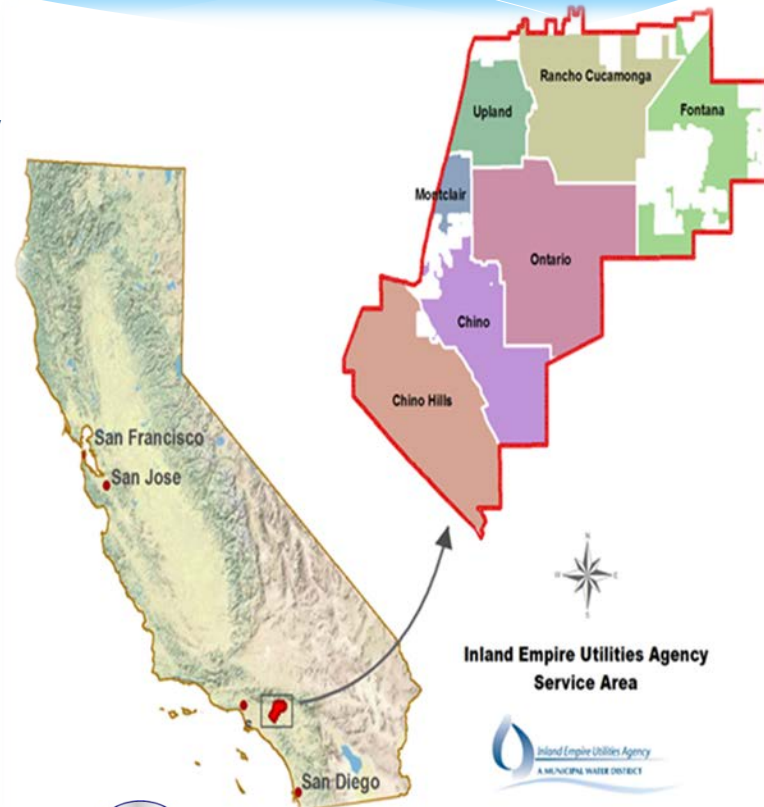 Rancho Cucamonga
Upland
Fontana
Montclair
Ontario
Chino
Chino Hills
San Francisco
San Jose
San Diego
N
W
E
S
Inland Empire Utilities Agency
Service Area
Inland Empire Utilities Agency
A MUNICIPAL WATER DISTRICT